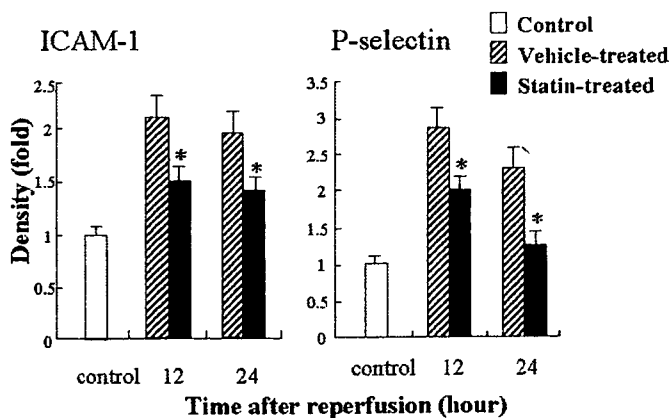 ICAM-1
P-selectin
Control
Vehicle-treated
Statin-treated
Density (fold)
2.5
2
1.5
1
0.5
0
* *
control 12 24
3.5
3
2.5
2
1.5
1
0.5
0
* *
control 12 24
Time after reperfusion (hour)